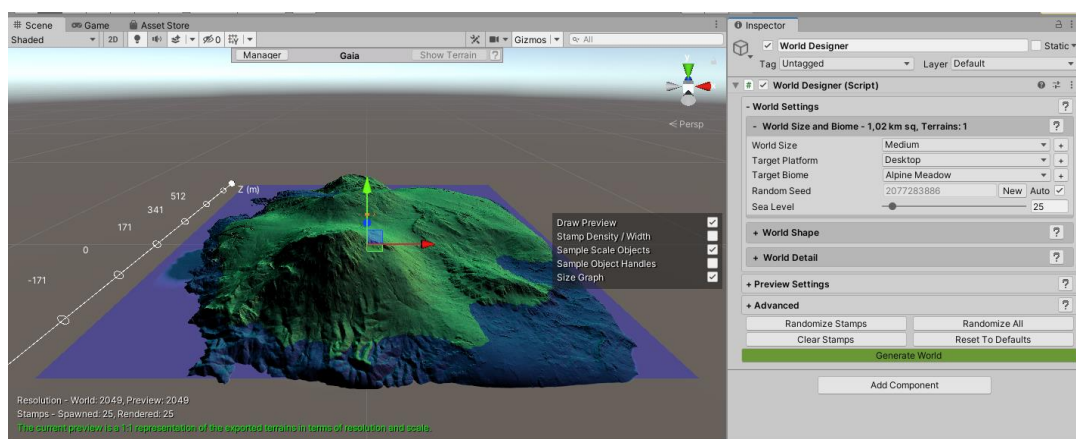 Scene Game Asset Store
Shaded 2D 0 Gizmos All
Manager Gaia Show Terrain ?
Persp
Z (m)
512
341
171
0
-171
Draw Preview
Stamp Density / Width
Sample Scale Objects
Sample Object Handles
Size Graph
Resolution - World: 2049, Preview: 2049
Stamps - Spawned: 25, Rendered: 25
The current preview is a 1:1 representation of the exported terrains in terms of resolution and scale.
Inspector
World Designer Static
Tag Untagged Layer Default
# World Designer (Script)
- World Settings ?
- World Size and Biome - 1,02 km sq, Terrains: 1 ?
World Size Medium +
Target Platform Desktop +
Target Biome Alpine Meadow +
Random Seed 2077283886 New Auto
Sea Level 25
+ World Shape ?
+ World Detail ?
+ Preview Settings ?
+ Advanced ?
Randomize Stamps Randomize All
Clear Stamps Reset To Defaults
Generate World
Add Component